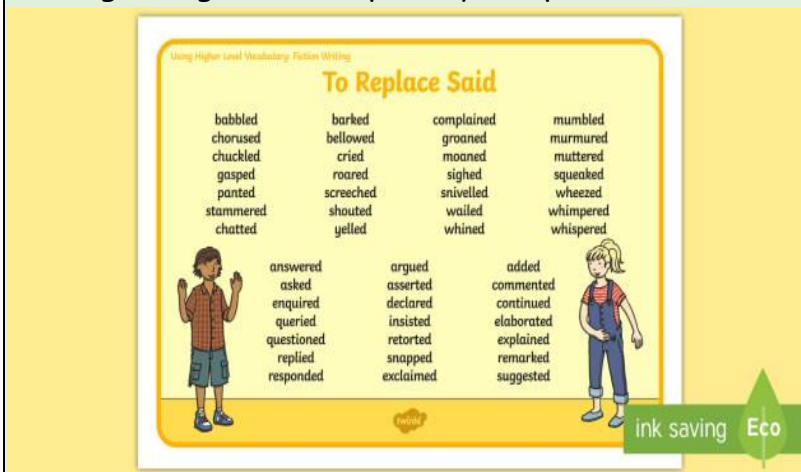 Using Higher Level Vocabulary: Fiction Writing
To Replace Said
babbled barked complained mumbled
chorused bellowed groaned murmured
chuckled cried moaned muttered
gasped roared sighed squeaked
panted screeched snivelled wheezed
stammered shouted wailed whimpered
chatted yelled whined whispered
answered argued added
asked asserted commented
enquired declared continued
queried insisted elaborated
questioned retorted explained
replied snapped remarked
responded exclaimed suggested
twinkl
ink saving Eco